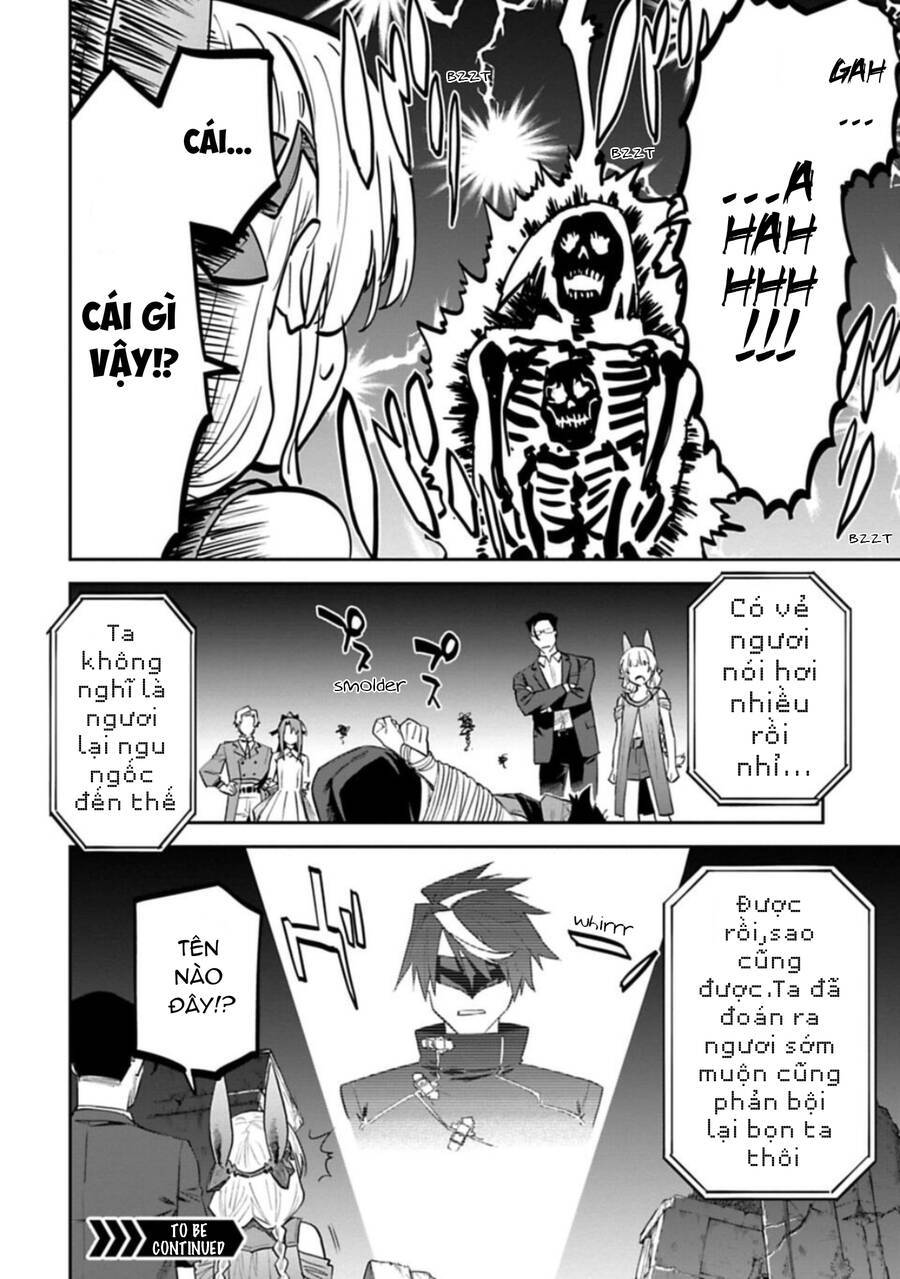 GAH
...
...A
HAH
HHH
!!!
BZZT
BZZT
BZZT
CÁI...
CÁI GÌ
VẬY!?
Có vẻ
ngươi
nói hơi
nhiều
rồi
nhỉ...
smolder
Ta
không
nghĩ là
ngươi
lại ngu
ngốc
đến thế
Được
rồi,sao
cũng
được.Ta đã
đoán ra
ngươi sớm
muộn cũng
phản bội
lại bọn ta
thôi
whirrr
TÊN
NÀO
ĐÂY!?
TO BE
CONTINUED